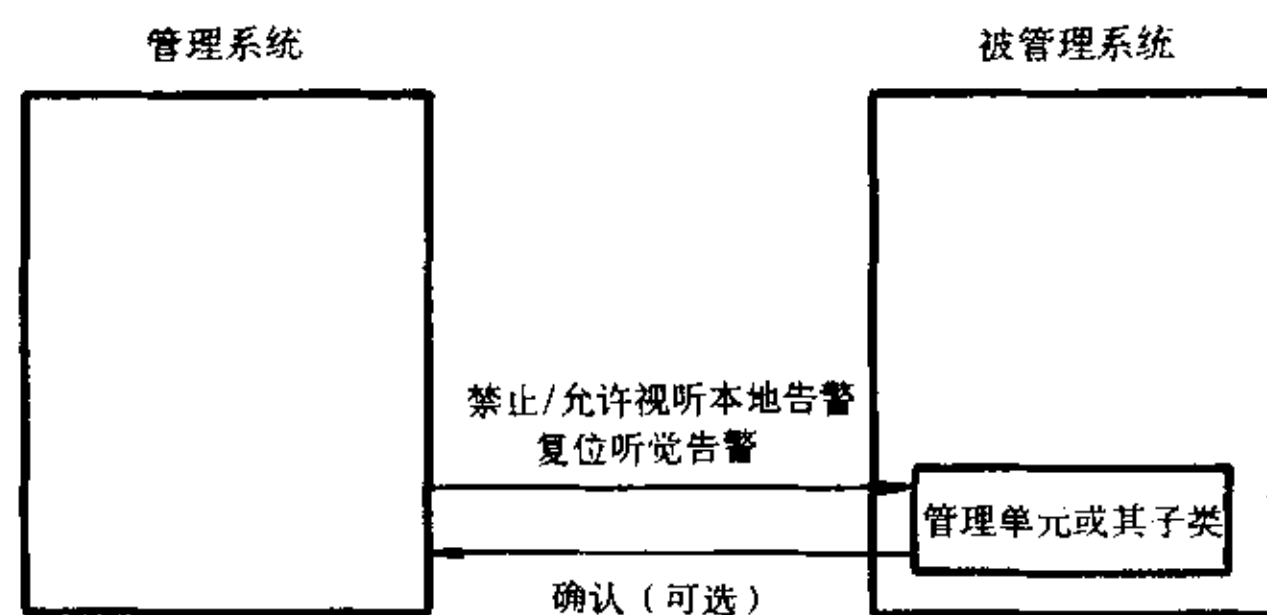 管理系统
被管理系统
禁止/允许视听本地告警
复位听觉告警
管理单元或其子类
确认（可选）